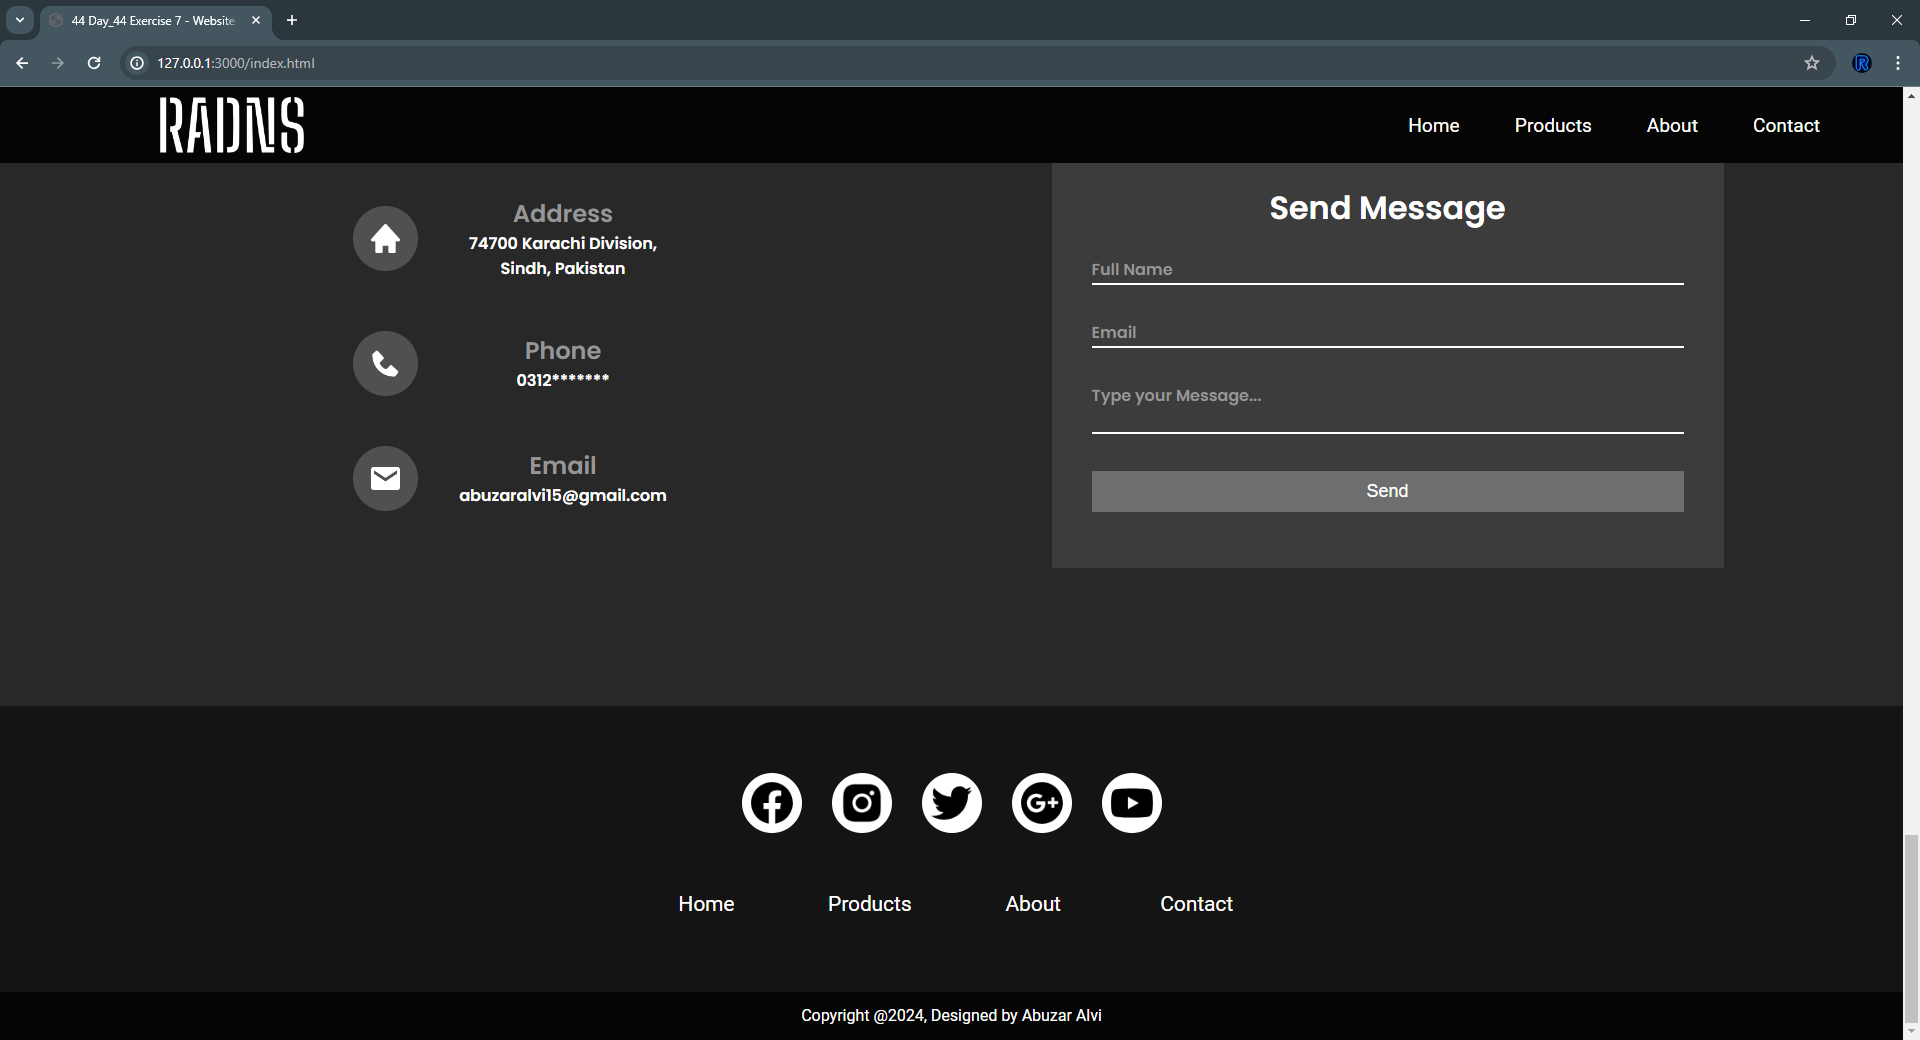 44 Day_44 Exercise 7 - Website
127.0.0.1:3000/index.html
RADNS
Home
Products
About
Contact
Address
74700 Karachi Division,
Sindh, Pakistan
Phone
0312*******
Email
abuzaralvi15@gmail.com
Send Message
Full Name
Email
Type your Message...
Send
Home
Products
About
Contact
Copyright @2024, Designed by Abuzar Alvi